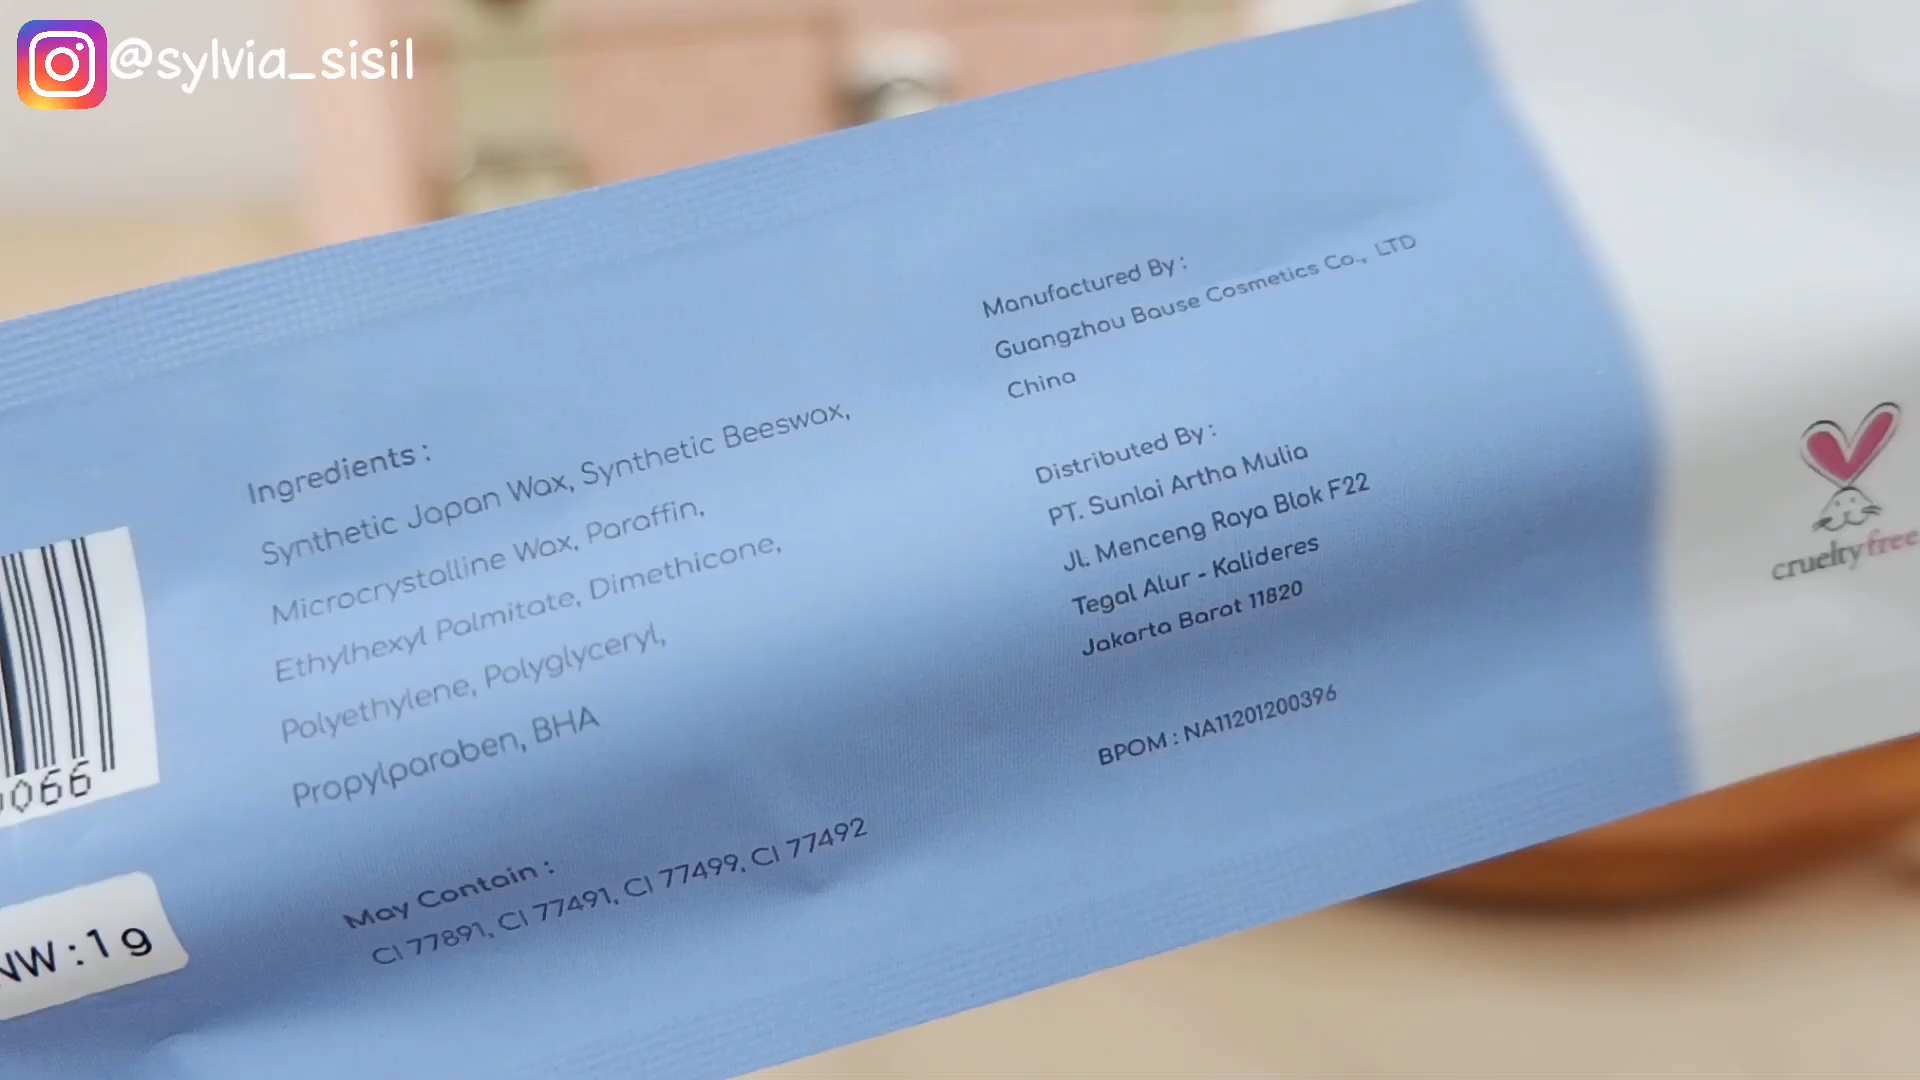 @sylvia_sisil
Ingredients :
Synthetic Japan Wax, Synthetic Beeswax,
Microcrystalline Wax, Paraffin,
Ethylhexyl Palmitate, Dimethicone,
Polyethylene, Polyglyceryl,
Propylparaben, BHA
May Contain :
CI 77891, CI 77491, CI 77499, CI 77492
Manufactured By :
Guangzhou Bause Cosmetics Co., LTD
China
Distributed By :
PT. Sunlai Artha Mulia
Jl. Menceng Raya Blok F22
Tegal Alur - Kalideres
Jakarta Barat 11820
BPOM : NA11201200396
cruelty free
066
NW : 1 g